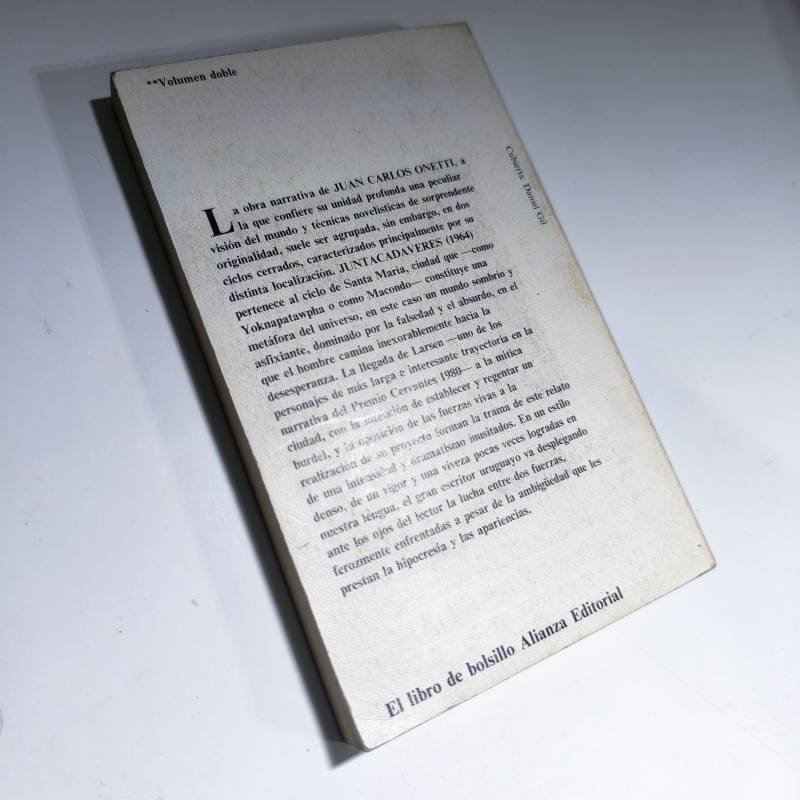 **Volumen doble
La obra narrativa de JUAN CARLOS ONETTI, a
la que confiere su unidad profunda una peculiar
visión del mundo y técnicas novelísticas de sorprendente
originalidad, suele ser agrupada, sin embargo, en dos
ciclos cerrados, caracterizados principalmente por su
distinta localización. JUNTACADAVERES (1964)
pertenece al ciclo de Santa María, ciudad que —como
Yoknapatawpha o como Macondo— constituye una
metáfora del universo, en este caso un mundo sombrío y
asfixiante, dominado por la falsedad y el absurdo, en el
que el hombre camina inexorablemente hacia la
desesperanza. La llegada de Larsen —uno de los
personajes de más larga e interesante trayectoria en la
narrativa del Premio Cervantes 1980— a la mítica
ciudad, con la intención de establecer y regentar un
burdel, y la oposición de las fuerzas vivas a la
realización de su proyecto forman la trama de este relato
de una intensidad y dramatismo inusitados. En un estilo
denso, de un vigor y una viveza pocas veces logradas en
nuestra lengua, el gran escritor uruguayo va desplegando
ante los ojos del lector la lucha entre dos fuerzas,
ferozmente enfrentadas a pesar de la ambigüedad que les
prestan la hipocresía y las apariencias.
Cubierta: Daniel Gil
El libro de bolsillo Alianza Editorial